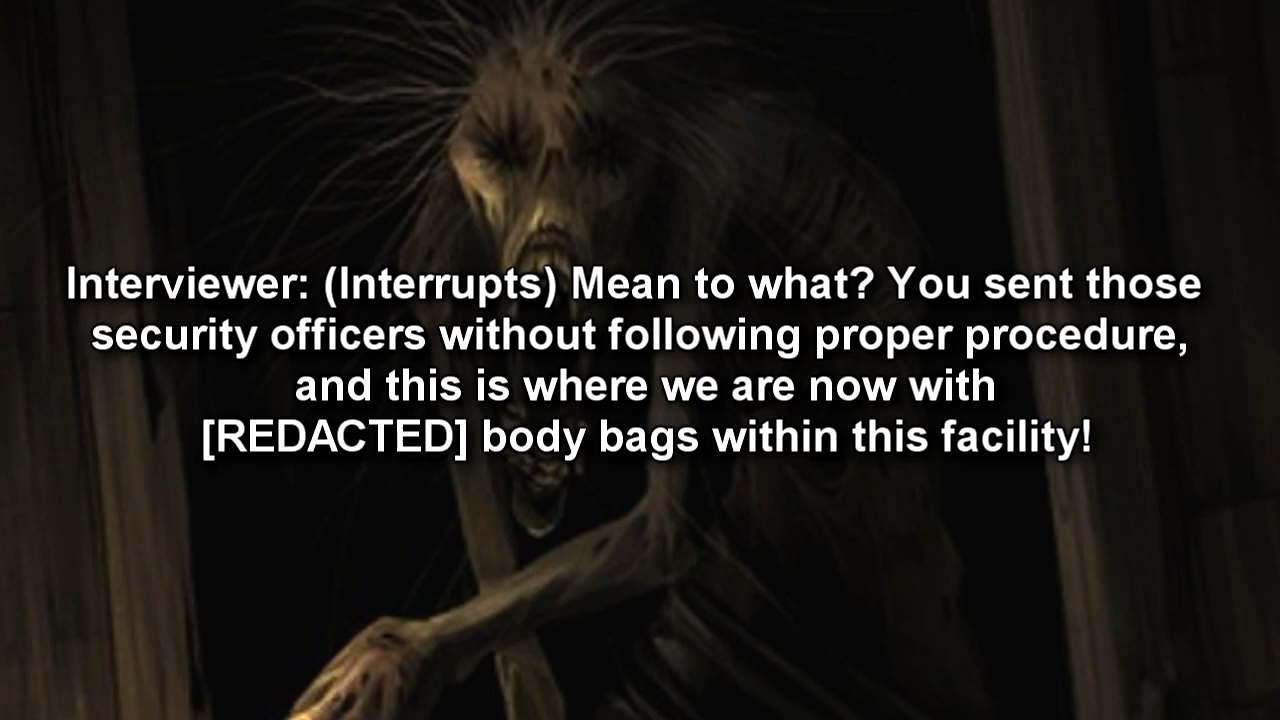 Interviewer: (Interrupts) Mean to what? You sent those
security officers without following proper procedure,
and this is where we are now with
[REDACTED] body bags within this facility!